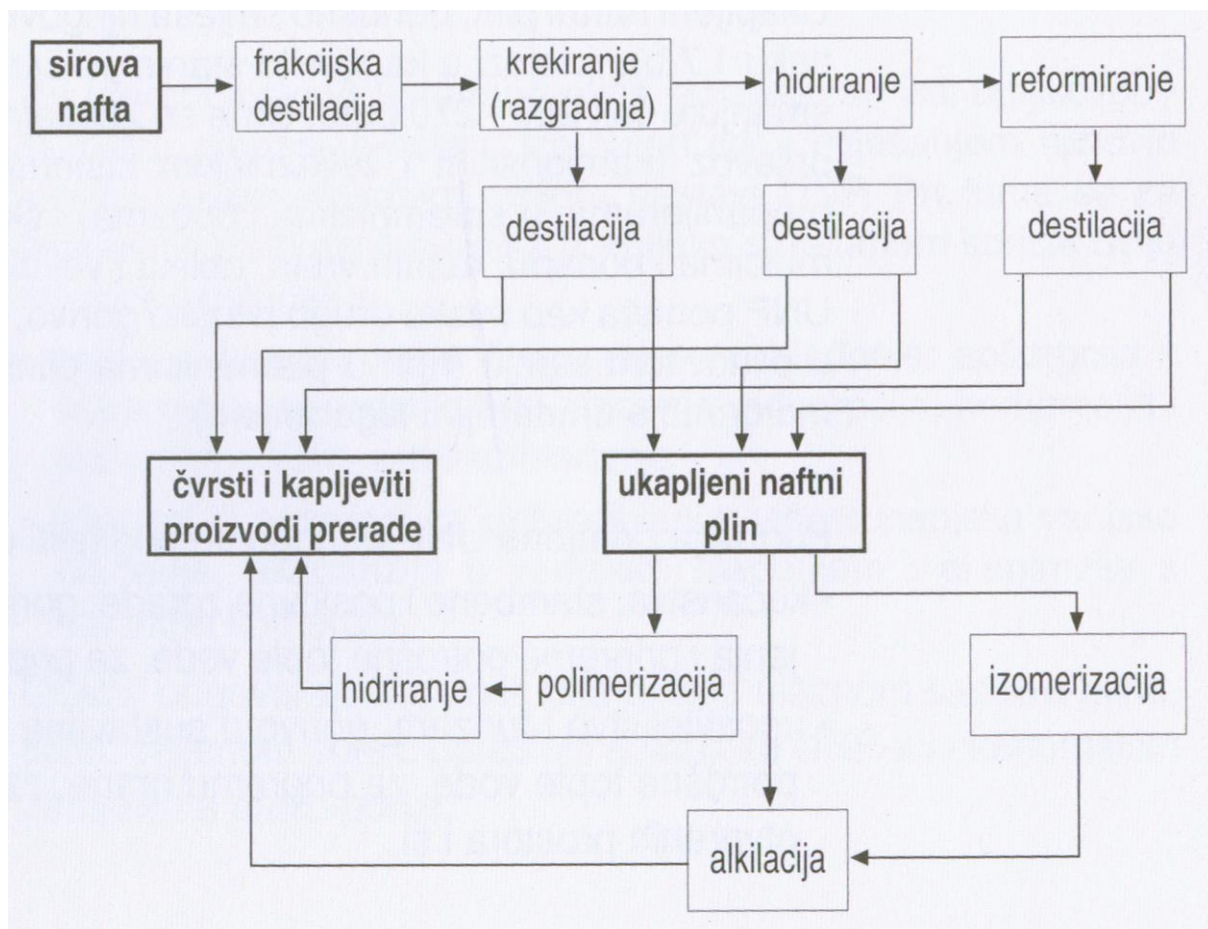 sirova
nafta
frakcijska
destilacija
krekiranje
(razgradnja)
hidriranje
reformiranje
destilacija
destilacija
destilacija
čvrsti i kapljeviti
proizvodi prerade
ukapljeni naftni
plin
hidriranje
polimerizacija
izomerizacija
alkilacija